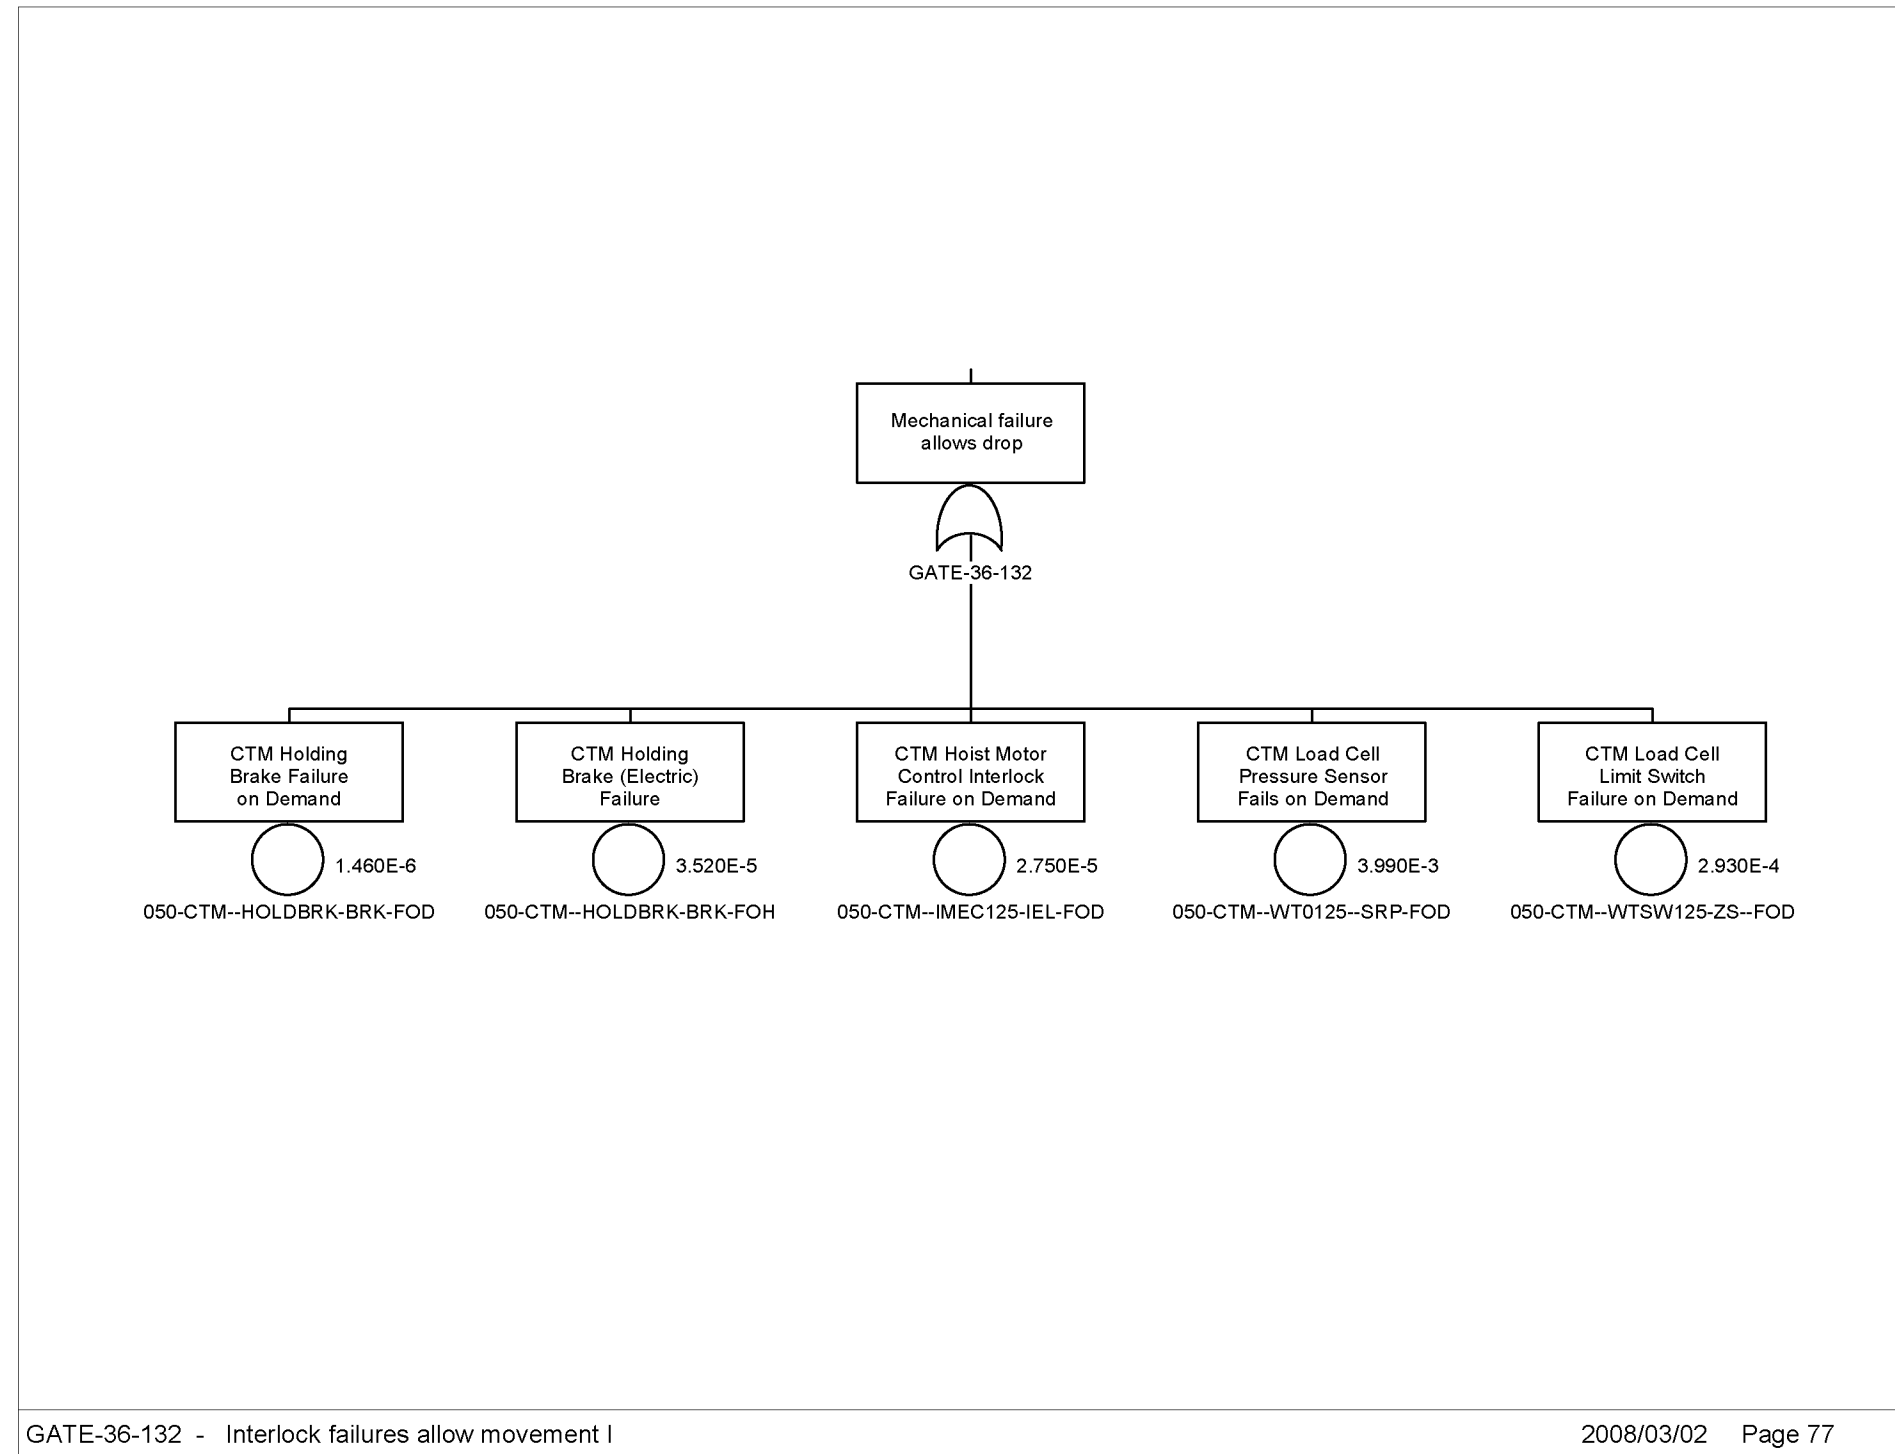 Mechanical failure
allows drop
GATE-36-132
CTM Holding
Brake Failure
on Demand
1.460E-6
050-CTM--HOLDBRK-BRK-FOD
CTM Holding
Brake (Electric)
Failure
3.520E-5
050-CTM--HOLDBRK-BRK-FOH
CTM Hoist Motor
Control Interlock
Failure on Demand
2.750E-5
050-CTM--IMEC125-IEL-FOD
CTM Load Cell
Pressure Sensor
Fails on Demand
3.990E-3
050-CTM--WT0125--SRP-FOD
CTM Load Cell
Limit Switch
Failure on Demand
2.930E-4
050-CTM--WTSW125-ZS--FOD
GATE-36-132 - Interlock failures allow movement l
2008/03/02 Page 77